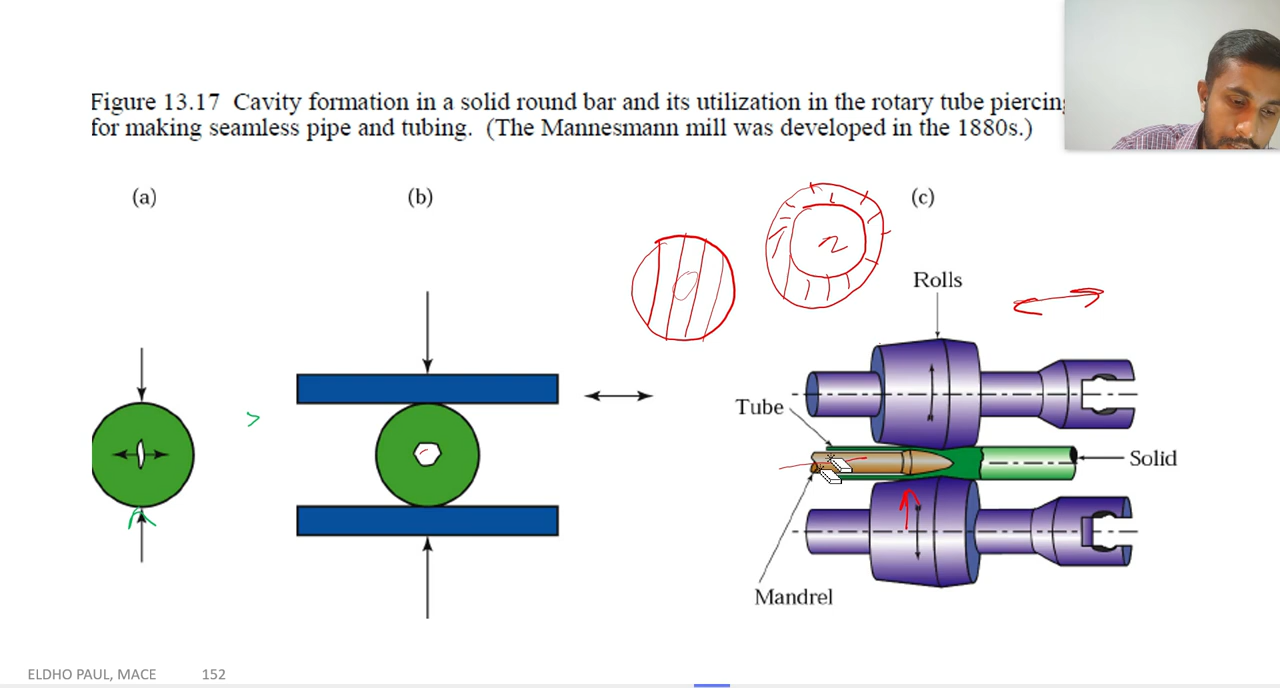 Figure 13.17 Cavity formation in a solid round bar and its utilization in the rotary tube
for making seamless pipe and tubing. (The Mannesmann mill was developed in the 1880s.)
(a)
(b)
(c)
Rolls
Tube
Solid
Mandrel
ELDHO PAUL, MACE 152